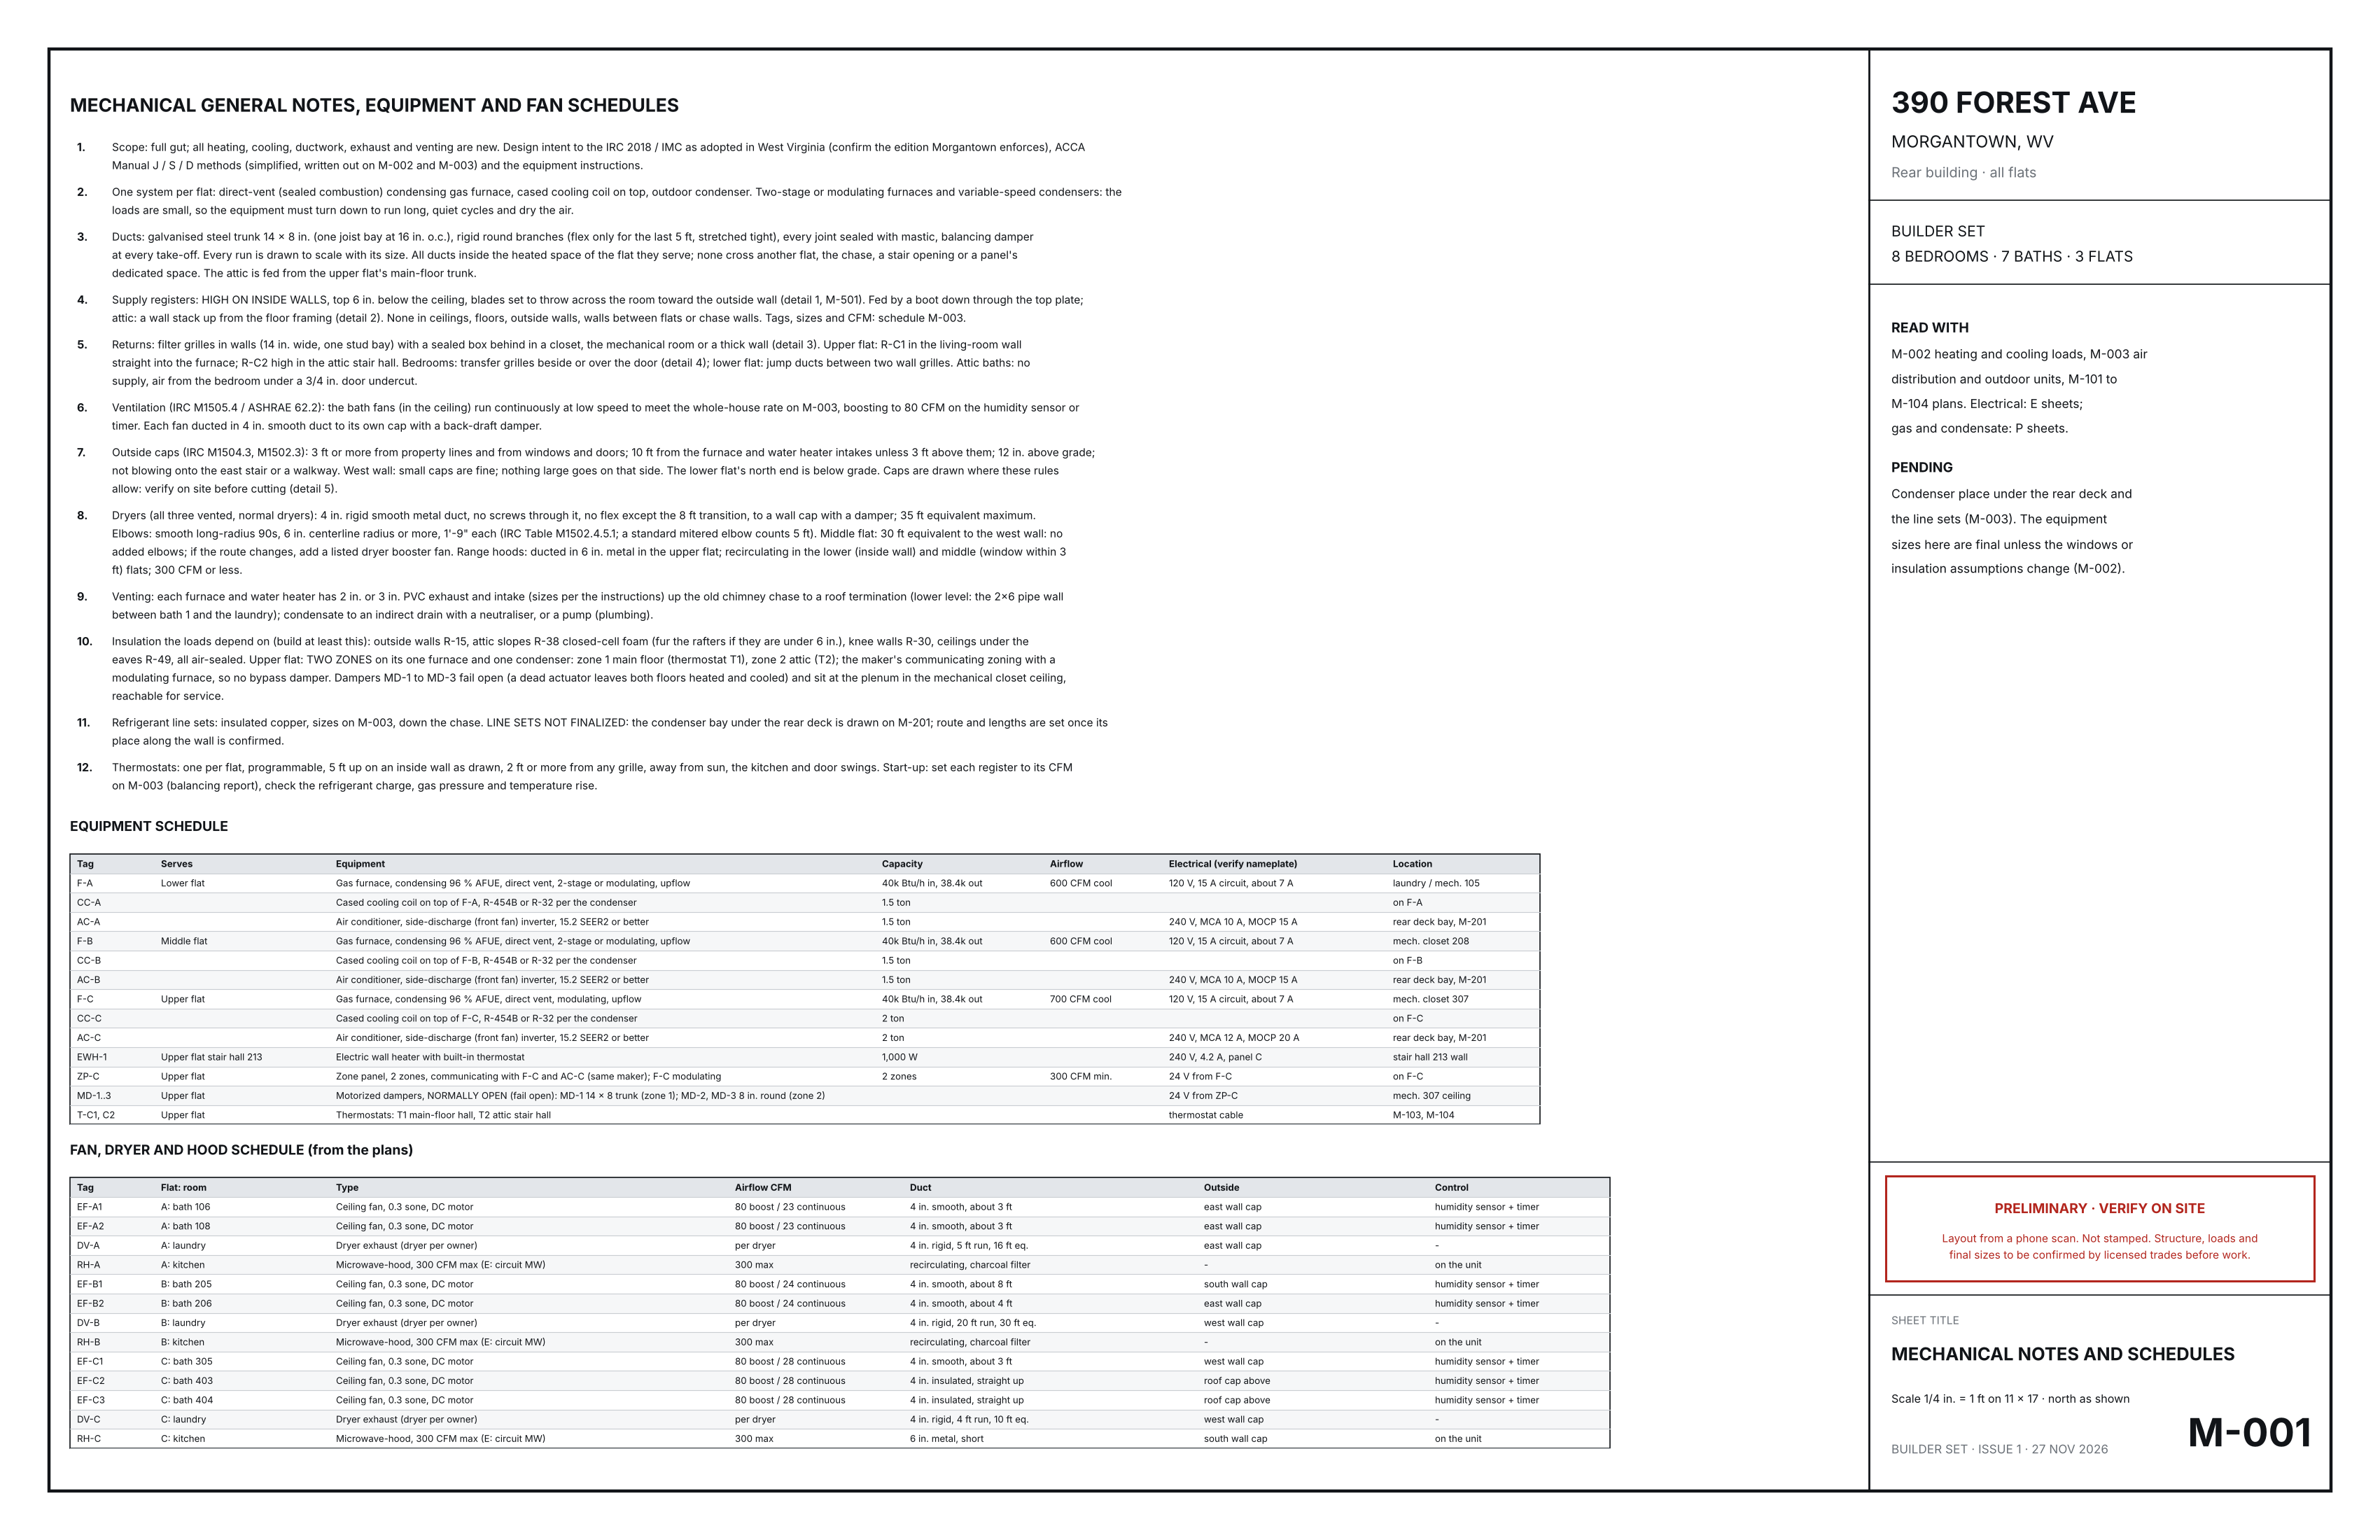 MECHANICAL GENERAL NOTES, EQUIPMENT AND FAN SCHEDULES
1. Scope: full gut; all heating, cooling, ductwork, exhaust and venting are new. Design intent to the IRC 2018 / IMC as adopted in West Virginia (confirm the edition Morgantown enforces), ACCA
Manual J / S / D methods (simplified, written out on M-002 and M-003) and the equipment instructions.
2. One system per flat: direct-vent (sealed combustion) condensing gas furnace, cased cooling coil on top, outdoor condenser. Two-stage or modulating furnaces and variable-speed condensers: the
loads are small, so the equipment must turn down to run long, quiet cycles and dry the air.
3. Ducts: galvanised steel trunk 14 × 8 in. (one joist bay at 16 in. o.c.), rigid round branches (flex only for the last 5 ft, stretched tight), every joint sealed with mastic, balancing damper
at every take-off. Every run is drawn to scale with its size. All ducts inside the heated space of the flat they serve; none cross another flat, the chase, a stair opening or a panel's
dedicated space. The attic is fed from the upper flat's main-floor trunk.
4. Supply registers: HIGH ON INSIDE WALLS, top 6 in. below the ceiling, blades set to throw across the room toward the outside wall (detail 1, M-501). Fed by a boot down through the top plate;
attic: a wall stack up from the floor framing (detail 2). None in ceilings, floors, outside walls, walls between flats or chase walls. Tags, sizes and CFM: schedule M-003.
5. Returns: filter grilles in walls (14 in. wide, one stud bay) with a sealed box behind in a closet, the mechanical room or a thick wall (detail 3). Upper flat: R-C1 in the living-room wall
straight into the furnace; R-C2 high in the attic stair hall. Bedrooms: transfer grilles beside or over the door (detail 4); lower flat: jump ducts between two wall grilles. Attic baths: no
supply, air from the bedroom under a 3/4 in. door undercut.
6. Ventilation (IRC M1505.4 / ASHRAE 62.2): the bath fans (in the ceiling) run continuously at low speed to meet the whole-house rate on M-003, boosting to 80 CFM on the humidity sensor or
timer. Each fan ducted in 4 in. smooth duct to its own cap with a back-draft damper.
7. Outside caps (IRC M1504.3, M1502.3): 3 ft or more from property lines and from windows and doors; 10 ft from the furnace and water heater intakes unless 3 ft above them; 12 in. above grade;
not blowing onto the east stair or a walkway. West wall: small caps are fine; nothing large goes on that side. The lower flat's north end is below grade. Caps are drawn where these rules
allow: verify on site before cutting (detail 5).
8. Dryers (all three vented, normal dryers): 4 in. rigid smooth metal duct, no screws through it, no flex except the 8 ft transition, to a wall cap with a damper; 35 ft equivalent maximum.
Elbows: smooth long-radius 90s, 6 in. centerline radius or more, 1'-9" each (IRC Table M1502.4.5.1; a standard mitered elbow counts 5 ft). Middle flat: 30 ft equivalent to the west wall: no
added elbows; if the route changes, add a listed dryer booster fan. Range hoods: ducted in 6 in. metal in the upper flat; recirculating in the lower (inside wall) and middle (window within 3
ft) flats; 300 CFM or less.
9. Venting: each furnace and water heater has 2 in. or 3 in. PVC exhaust and intake (sizes per the instructions) up the old chimney chase to a roof termination (lower level: the 2×6 pipe wall
between bath 1 and the laundry); condensate to an indirect drain with a neutraliser, or a pump (plumbing).
10. Insulation the loads depend on (build at least this): outside walls R-15, attic slopes R-38 closed-cell foam (fur the rafters if they are under 6 in.), knee walls R-30, ceilings under the
eaves R-49, all air-sealed. Upper flat: TWO ZONES on its one furnace and one condenser: zone 1 main floor (thermostat T1), zone 2 attic (T2); the maker's communicating zoning with a
modulating furnace, so no bypass damper. Dampers MD-1 to MD-3 fail open (a dead actuator leaves both floors heated and cooled) and sit at the plenum in the mechanical closet ceiling,
reachable for service.
11. Refrigerant line sets: insulated copper, sizes on M-003, down the chase. LINE SETS NOT FINALIZED: the condenser bay under the rear deck is drawn on M-201; route and lengths are set once its
place along the wall is confirmed.
12. Thermostats: one per flat, programmable, 5 ft up on an inside wall as drawn, 2 ft or more from any grille, away from sun, the kitchen and door swings. Start-up: set each register to its CFM
on M-003 (balancing report), check the refrigerant charge, gas pressure and temperature rise.
EQUIPMENT SCHEDULE
Tag Serves Equipment Capacity Airflow Electrical (verify nameplate) Location
F-A Lower flat Gas furnace, condensing 96 % AFUE, direct vent, 2-stage or modulating, upflow 40k Btu/h in, 38.4k out 600 CFM cool 120 V, 15 A circuit, about 7 A laundry / mech. 105
CC-A Cased cooling coil on top of F-A, R-454B or R-32 per the condenser 1.5 ton on F-A
AC-A Air conditioner, side-discharge (front fan) inverter, 15.2 SEER2 or better 1.5 ton 240 V, MCA 10 A, MOCP 15 A rear deck bay, M-201
F-B Middle flat Gas furnace, condensing 96 % AFUE, direct vent, 2-stage or modulating, upflow 40k Btu/h in, 38.4k out 600 CFM cool 120 V, 15 A circuit, about 7 A mech. closet 208
CC-B Cased cooling coil on top of F-B, R-454B or R-32 per the condenser 1.5 ton on F-B
AC-B Air conditioner, side-discharge (front fan) inverter, 15.2 SEER2 or better 1.5 ton 240 V, MCA 10 A, MOCP 15 A rear deck bay, M-201
F-C Upper flat Gas furnace, condensing 96 % AFUE, direct vent, modulating, upflow 40k Btu/h in, 38.4k out 700 CFM cool 120 V, 15 A circuit, about 7 A mech. closet 307
CC-C Cased cooling coil on top of F-C, R-454B or R-32 per the condenser 2 ton on F-C
AC-C Air conditioner, side-discharge (front fan) inverter, 15.2 SEER2 or better 2 ton 240 V, MCA 12 A, MOCP 20 A rear deck bay, M-201
EWH-1 Upper flat stair hall 213 Electric wall heater with built-in thermostat 1,000 W 240 V, 4.2 A, panel C stair hall 213 wall
ZP-C Upper flat Zone panel, 2 zones, communicating with F-C and AC-C (same maker); F-C modulating 2 zones 300 CFM min. 24 V from F-C on F-C
MD-1..3 Upper flat Motorized dampers, NORMALLY OPEN (fail open): MD-1 14 × 8 trunk (zone 1); MD-2, MD-3 8 in. round (zone 2) 24 V from ZP-C mech. 307 ceiling
T-C1, C2 Upper flat Thermostats: T1 main-floor hall, T2 attic stair hall thermostat cable M-103, M-104
FAN, DRYER AND HOOD SCHEDULE (from the plans)
Tag Flat: room Type Airflow CFM Duct Outside Control
EF-A1 A: bath 106 Ceiling fan, 0.3 sone, DC motor 80 boost / 23 continuous 4 in. smooth, about 3 ft east wall cap humidity sensor + timer
EF-A2 A: bath 108 Ceiling fan, 0.3 sone, DC motor 80 boost / 23 continuous 4 in. smooth, about 3 ft east wall cap humidity sensor + timer
DV-A A: laundry Dryer exhaust (dryer per owner) per dryer 4 in. rigid, 5 ft run, 16 ft eq. east wall cap -
RH-A A: kitchen Microwave-hood, 300 CFM max (E: circuit MW) 300 max recirculating, charcoal filter - on the unit
EF-B1 B: bath 205 Ceiling fan, 0.3 sone, DC motor 80 boost / 24 continuous 4 in. smooth, about 8 ft south wall cap humidity sensor + timer
EF-B2 B: bath 206 Ceiling fan, 0.3 sone, DC motor 80 boost / 24 continuous 4 in. smooth, about 4 ft east wall cap humidity sensor + timer
DV-B B: laundry Dryer exhaust (dryer per owner) per dryer 4 in. rigid, 20 ft run, 30 ft eq. west wall cap -
RH-B B: kitchen Microwave-hood, 300 CFM max (E: circuit MW) 300 max recirculating, charcoal filter - on the unit
EF-C1 C: bath 305 Ceiling fan, 0.3 sone, DC motor 80 boost / 28 continuous 4 in. smooth, about 3 ft west wall cap humidity sensor + timer
EF-C2 C: bath 403 Ceiling fan, 0.3 sone, DC motor 80 boost / 28 continuous 4 in. insulated, straight up roof cap above humidity sensor + timer
EF-C3 C: bath 404 Ceiling fan, 0.3 sone, DC motor 80 boost / 28 continuous 4 in. insulated, straight up roof cap above humidity sensor + timer
DV-C C: laundry Dryer exhaust (dryer per owner) per dryer 4 in. rigid, 4 ft run, 10 ft eq. west wall cap -
RH-C C: kitchen Microwave-hood, 300 CFM max (E: circuit MW) 300 max 6 in. metal, short south wall cap on the unit
390 FOREST AVE
MORGANTOWN, WV
Rear building · all flats
BUILDER SET
8 BEDROOMS · 7 BATHS · 3 FLATS
READ WITH
M-002 heating and cooling loads, M-003 air
distribution and outdoor units, M-101 to
M-104 plans. Electrical: E sheets;
gas and condensate: P sheets.
PENDING
Condenser place under the rear deck and
the line sets (M-003). The equipment
sizes here are final unless the windows or
insulation assumptions change (M-002).
PRELIMINARY · VERIFY ON SITE
Layout from a phone scan. Not stamped. Structure, loads and
final sizes to be confirmed by licensed trades before work.
SHEET TITLE
MECHANICAL NOTES AND SCHEDULES
Scale 1/4 in. = 1 ft on 11 × 17 · north as shown
BUILDER SET · ISSUE 1 · 27 NOV 2026
M-001